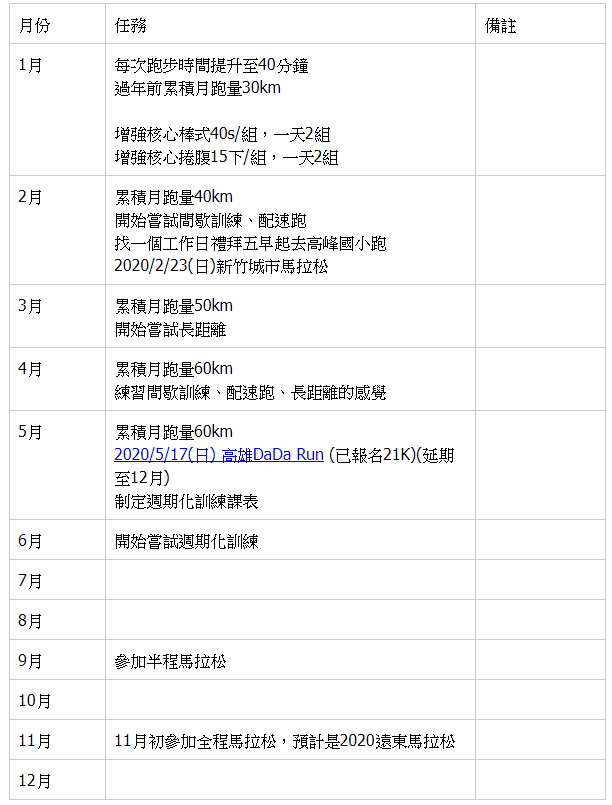 月份 任務 備註
1月 每次跑步時間提升至40分鐘
過年前累積月跑量30km
增強核心棒式40s/組，一天2組
增強核心捲腹15下/組，一天2組
2月 累積月跑量40km
開始嘗試間歇訓練、配速跑
找一個工作日禮拜五早起去高峰國小跑
2020/2/23(日)新竹城市馬拉松
3月 累積月跑量50km
開始嘗試長距離
4月 累積月跑量60km
練習間歇訓練、配速跑、長距離的感覺
5月 累積月跑量60km
2020/5/17(日) 高雄DaDa Run (已報名21K)(延期
至12月)
制定週期化訓練課表
6月 開始嘗試週期化訓練
7月
8月
9月 參加半程馬拉松
10月
11月 11月初參加全程馬拉松，預計是2020遠東馬拉松
12月